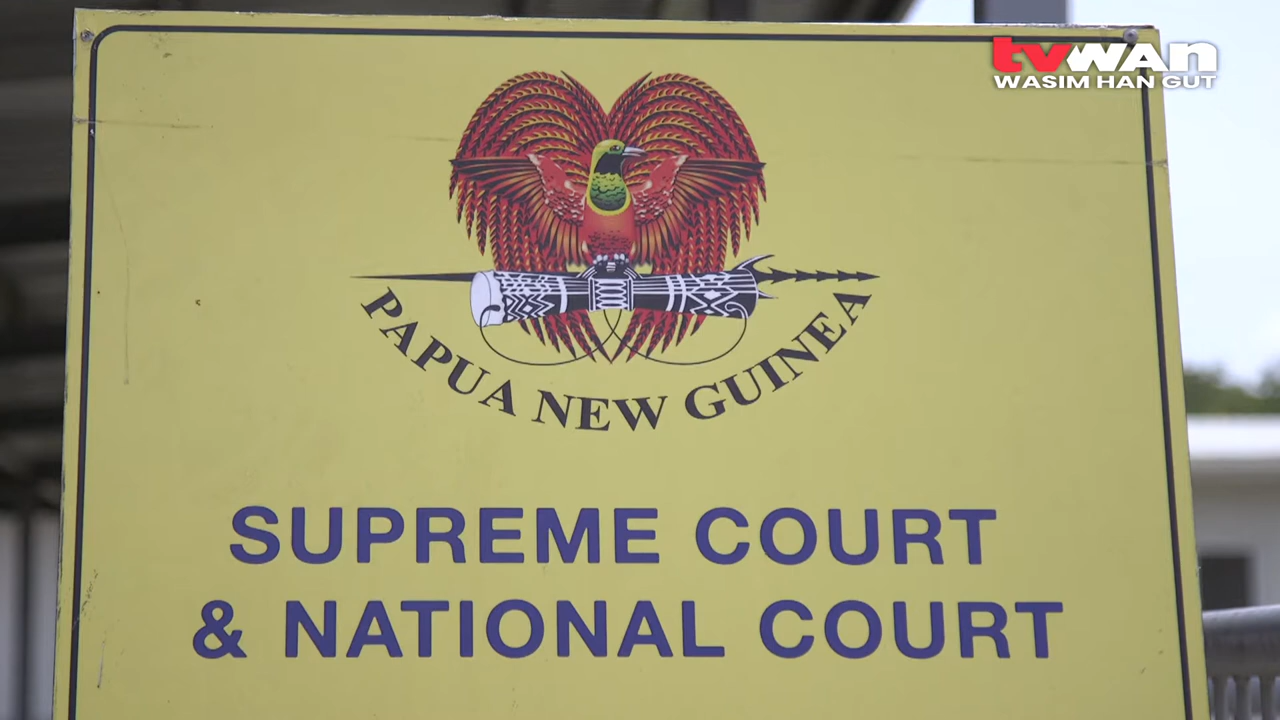 tvwan
WASIM HAN GUT
PAPUA NEW GUINEA
SUPREME COURT
& NATIONAL COURT